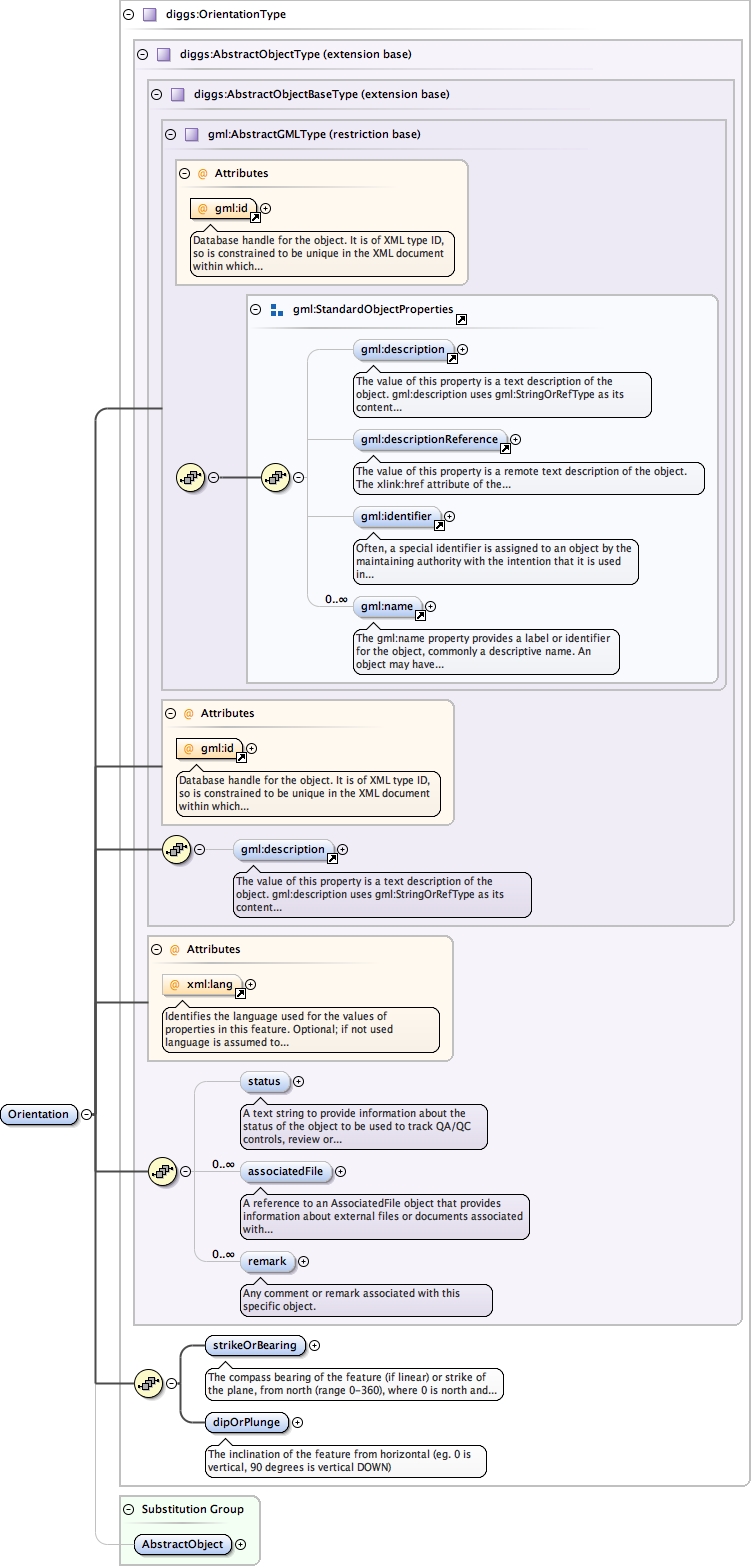 diggs:OrientationType
diggs:AbstractObjectType (extension base)
diggs:AbstractObjectBaseType (extension base)
gml:AbstractGMLType (restriction base)
@ Attributes
@ gml:id
Database handle for the object. It is of XML type ID,
so is constrained to be unique in the XML document
within which...
gml:StandardObjectProperties
gml:description
The value of this property is a text description of the
object. gml:description uses gml:StringOrRefType as its
content...
gml:descriptionReference
The value of this property is a remote text description of the object.
The xlink:href attribute of the...
gml:identifier
Often, a special identifier is assigned to an object by the
maintaining authority with the intention that it is used
in...
0..∞
gml:name
The gml:name property provides a label or identifier
for the object, commonly a descriptive name. An
object may have...
@ Attributes
@ gml:id
Database handle for the object. It is of XML type ID,
so is constrained to be unique in the XML document
within which...
gml:description
The value of this property is a text description of the
object. gml:description uses gml:StringOrRefType as its
content...
@ Attributes
@ xml:lang
Identifies the language used for the values of
properties in this feature. Optional; if not used
language is assumed to...
Orientation
status
A text string to provide information about the
status of the object to be used to track QA/QC
controls, review or...
0..∞
associatedFile
A reference to an AssociatedFile object that provides
information about external files or documents associated
with...
0..∞
remark
Any comment or remark associated with this
specific object.
strikeOrBearing
The compass bearing of the feature (if linear) or strike of
the plane, from north (range 0-360), where 0 is north and...
dipOrPlunge
The inclination of the feature from horizontal (eg. 0 is
vertical, 90 degrees is vertical DOWN)
Substitution Group
AbstractObject